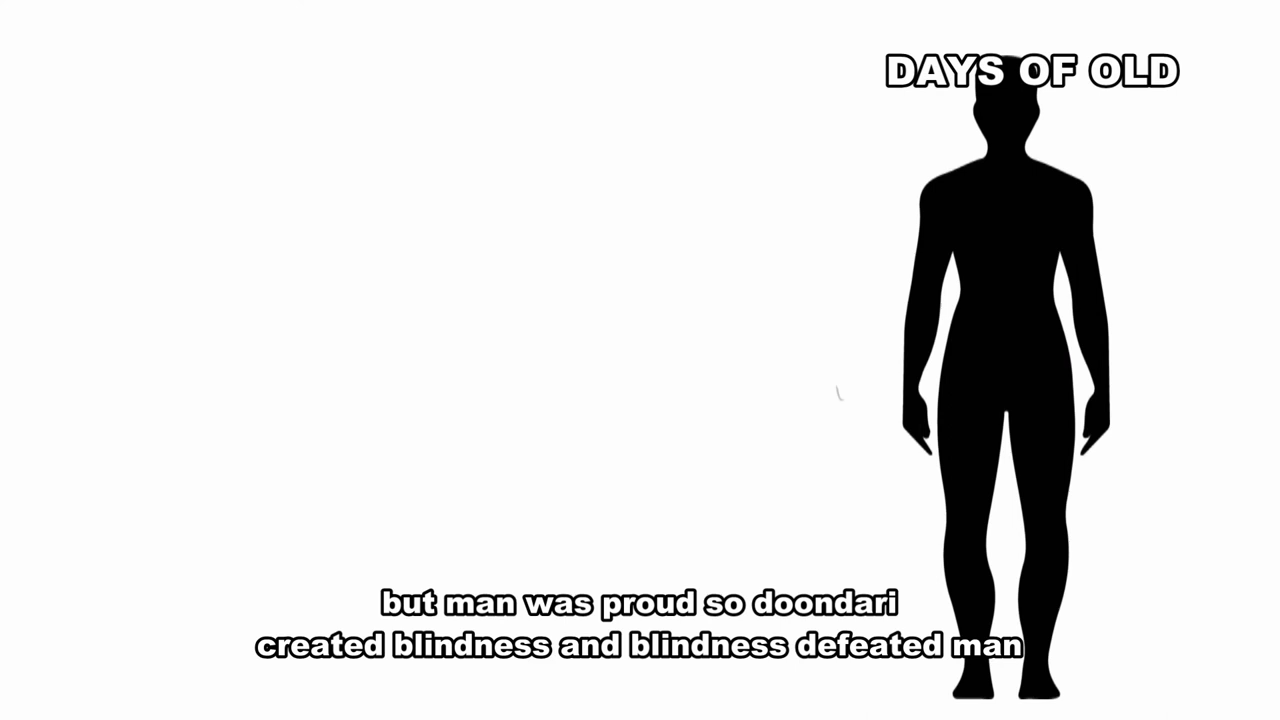 DAYS OF OLD
but man was proud so doondari
created blindness and blindness defeated man